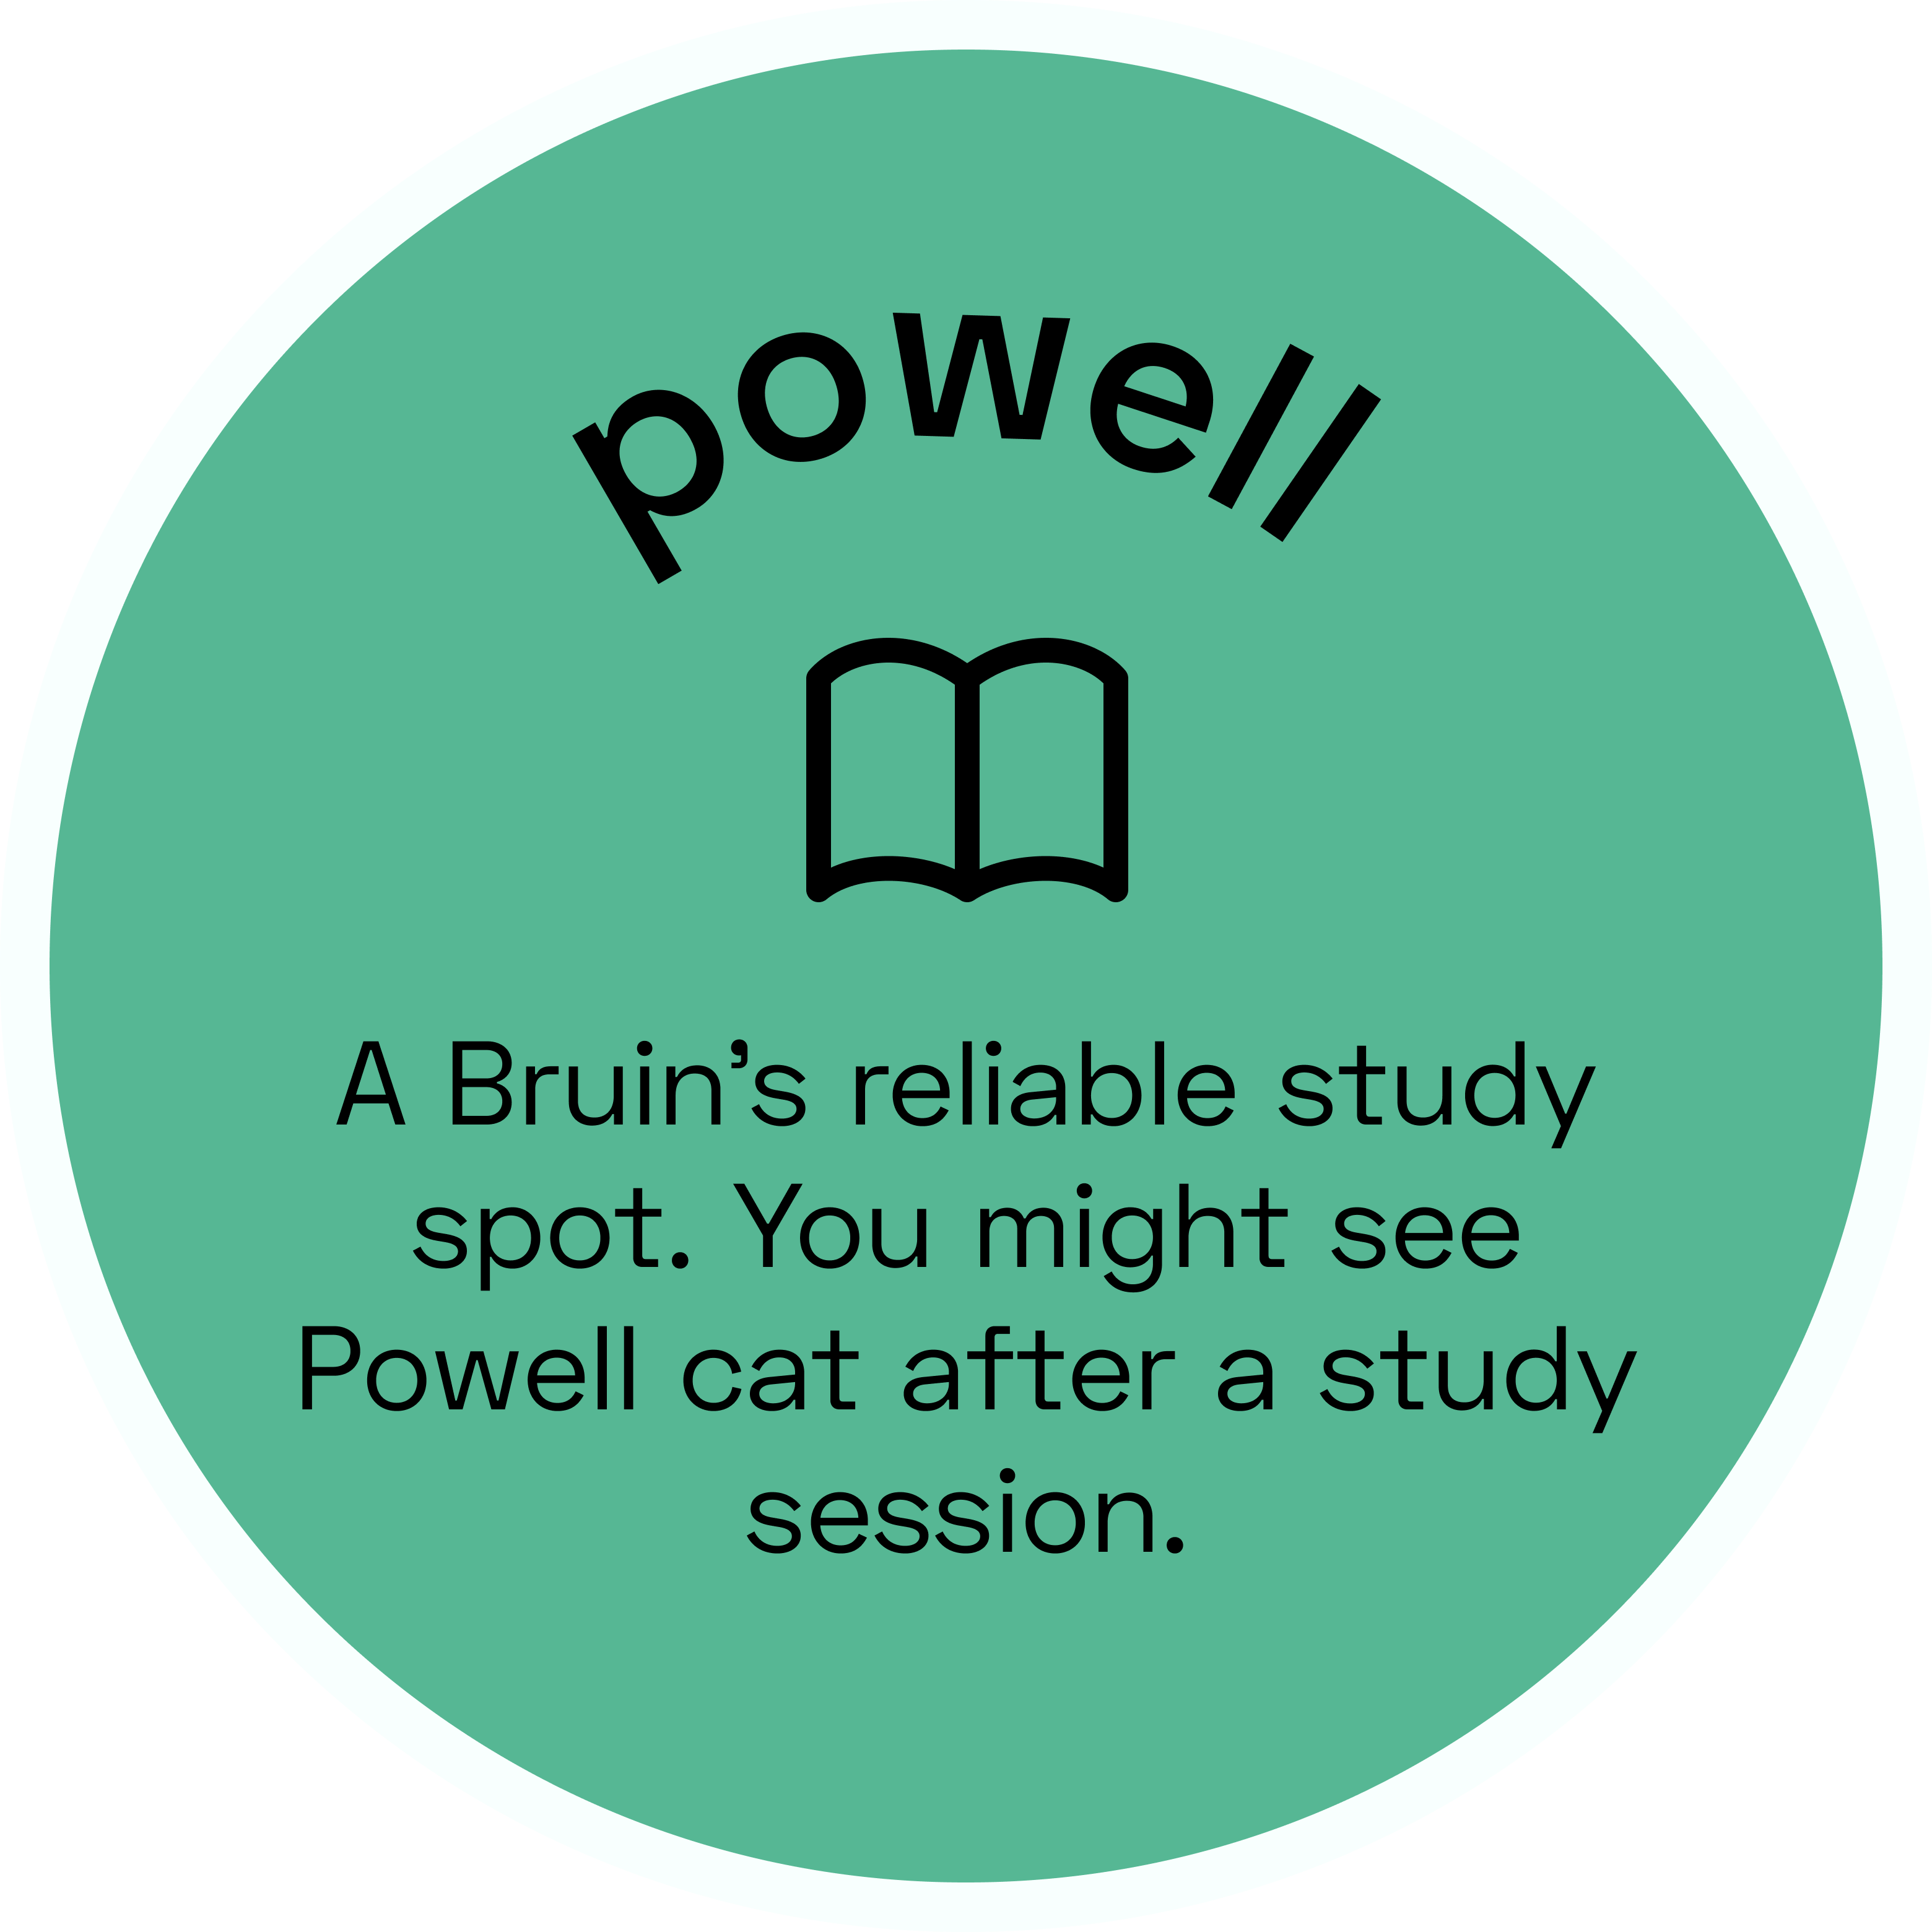 powell
A Bruin’s reliable study
spot. You might see
Powell cat after a study
session.